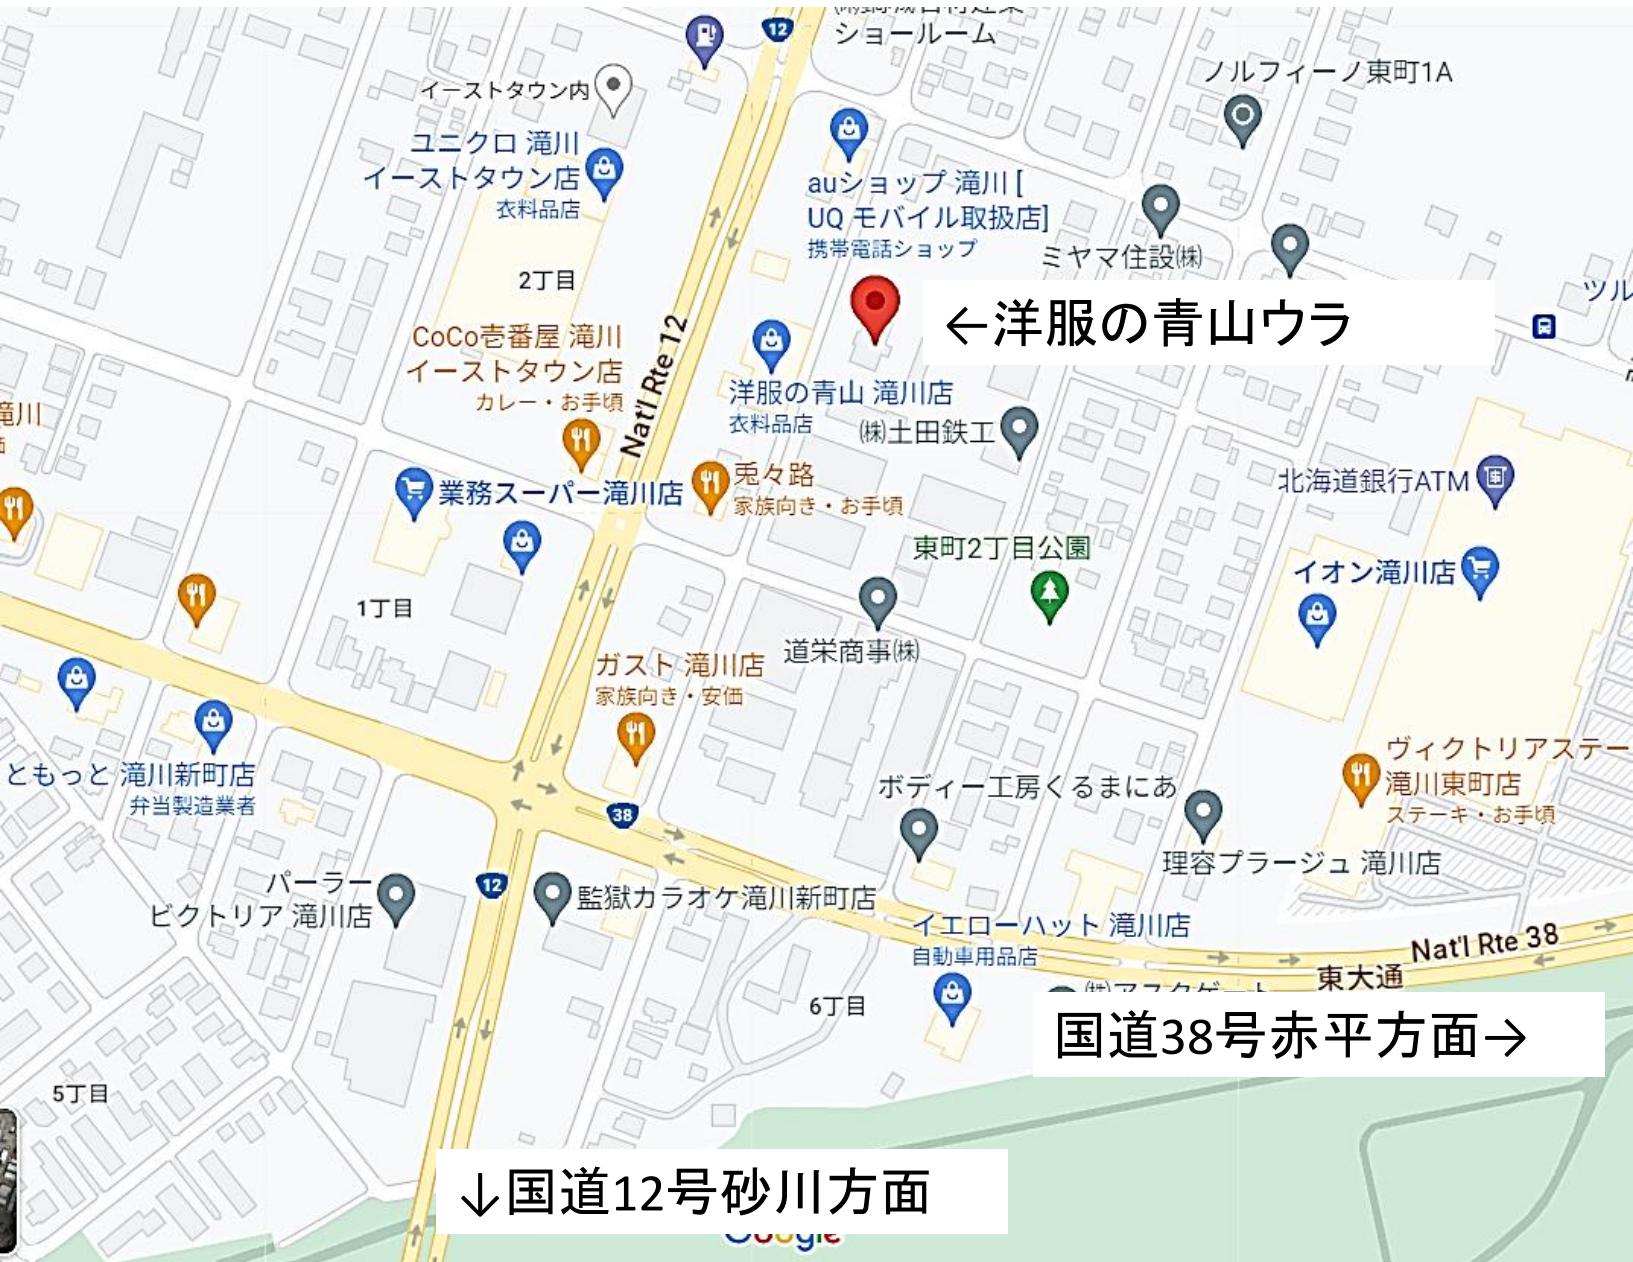 12
ショールーム
ノルフィーノ東町1A
イーストタウン内
ユニクロ 滝川
イーストタウン店
衣料品店
auショップ 滝川 [
UQ モバイル取扱店]
携帯電話ショップ
ミヤマ住設㈱
2丁目
←洋服の青山ウラ
ツル
CoCo壱番屋 滝川
イーストタウン店
カレー・お手頃
Nat'l Rte 12
洋服の青山 滝川店
衣料品店
㈱土田鉄工
滝川
業務スーパー滝川店
兎々路
家族向き・お手頃
北海道銀行ATM
東町2丁目公園
イオン滝川店
1丁目
道栄商事㈱
ガスト 滝川店
家族向き・安価
ともっと 滝川新町店
弁当製造業者
38
ボディー工房くるまにあ
ヴィクトリアステー
滝川東町店
ステーキ・お手頃
理容プラージュ 滝川店
パーラー
ビクトリア 滝川店
12
監獄カラオケ滝川新町店
イエローハット 滝川店
自動車用品店
Nat'l Rte 38
東大通
6丁目
国道38号赤平方面→
5丁目
↓国道12号砂川方面
Google